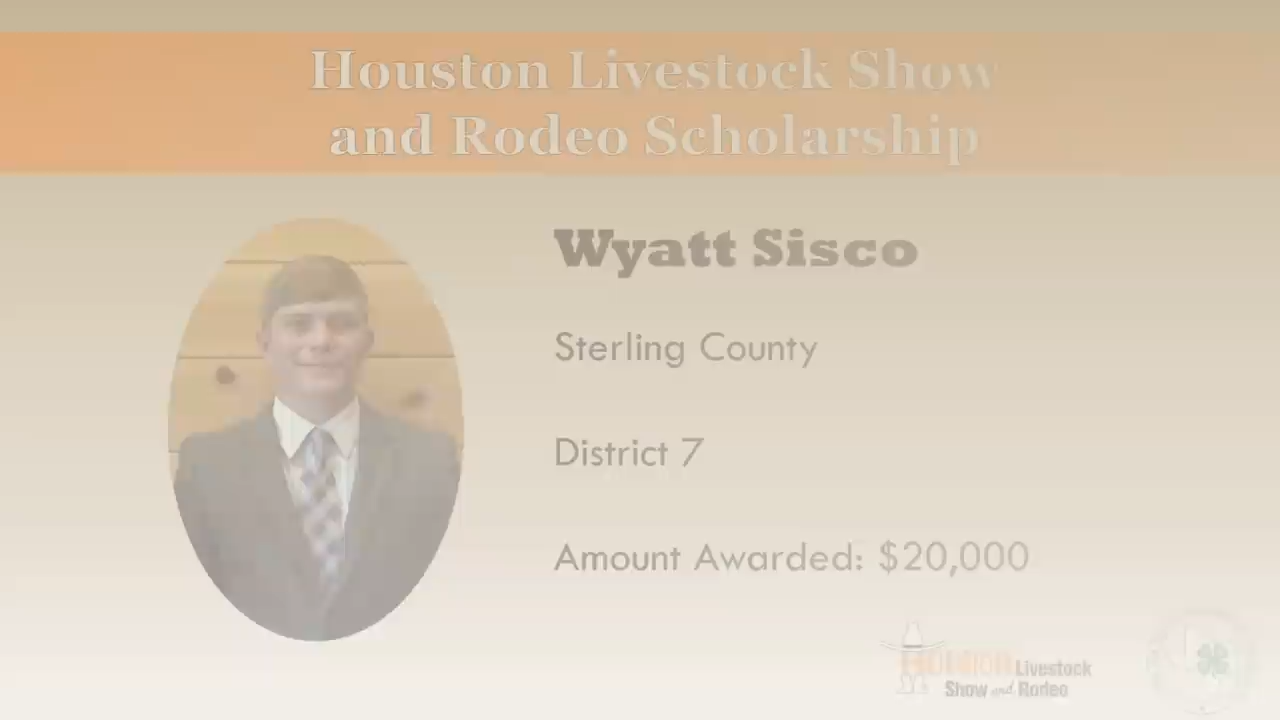 Houston Livestock Show
and Rodeo Scholarship
Wyatt Sisco
Sterling County
District 7
Amount Awarded: $20,000
Houston Livestock
Show and Rodeo